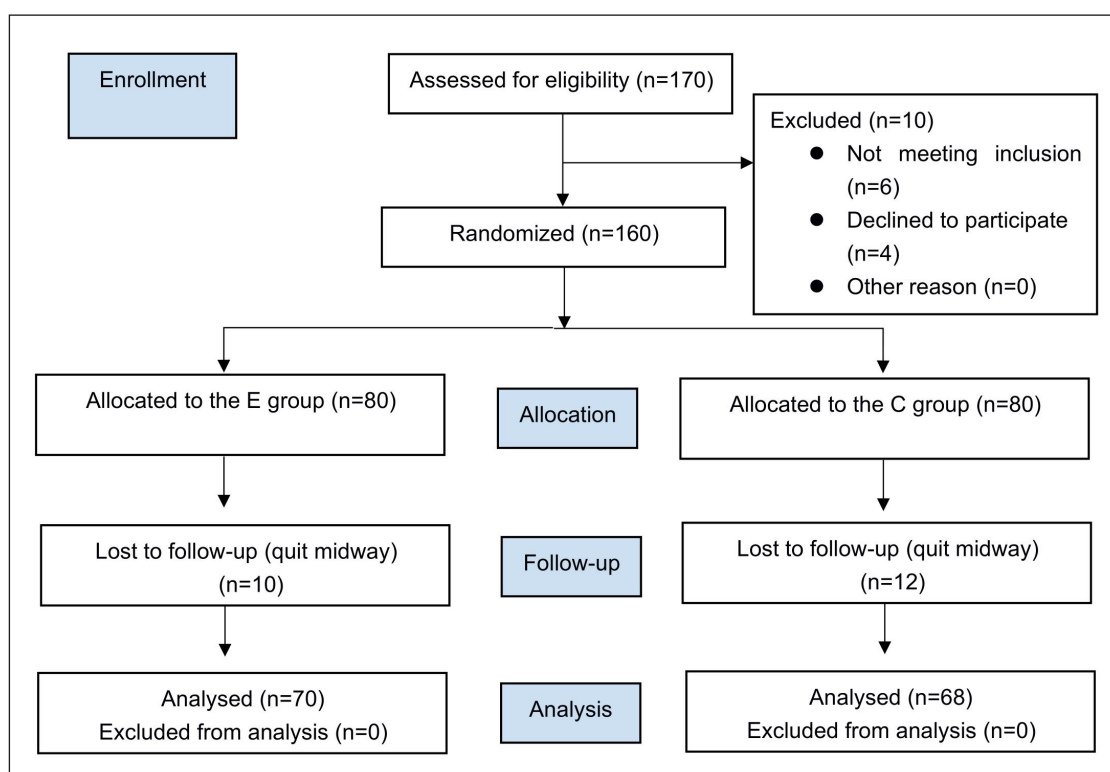 Enrollment
Assessed for eligibility (n=170)
Excluded (n=10)
● Not meeting inclusion
(n=6)
● Declined to participate
(n=4)
● Other reason (n=0)
Randomized (n=160)
Allocated to the E group (n=80)
Allocation
Allocated to the C group (n=80)
Lost to follow-up (quit midway)
(n=10)
Follow-up
Lost to follow-up (quit midway)
(n=12)
Analysed (n=70)
Excluded from analysis (n=0)
Analysis
Analysed (n=68)
Excluded from analysis (n=0)